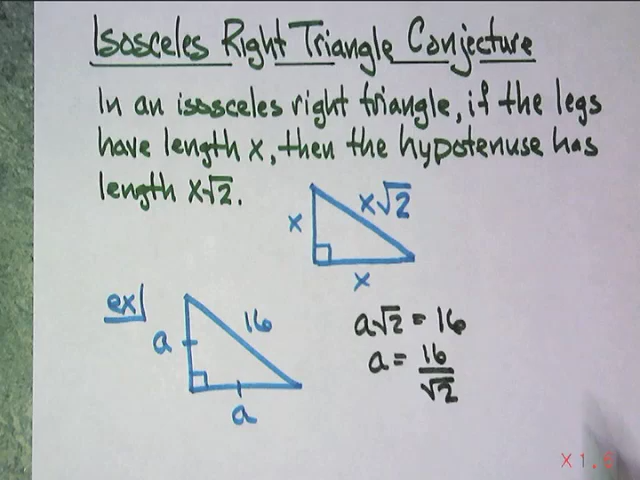 Isosceles Right Triangle Conjecture
In an isosceles right triangle, if the legs
have length x, then the hypotenuse has
length x√2.
x
x√2
x
ex
a
16
a
a√2 = 16
a = 16/√2